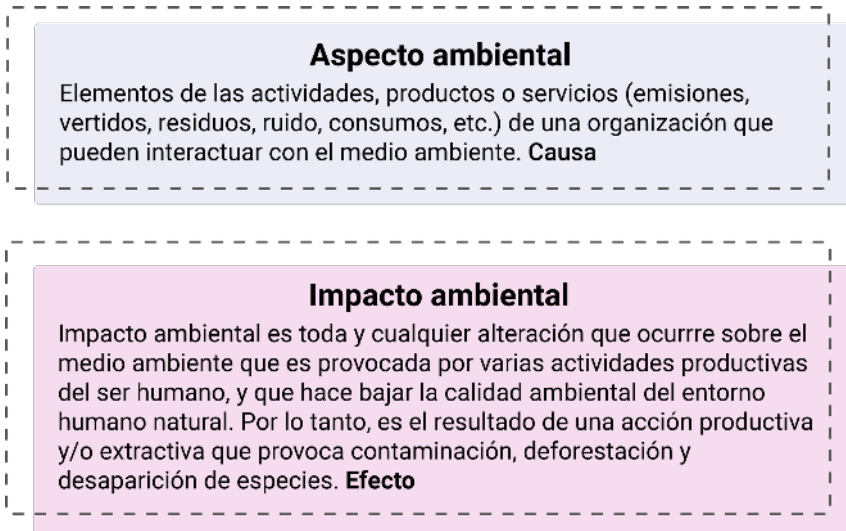 Aspecto ambiental
Elementos de las actividades, productos o servicios (emisiones,
vertidos, residuos, ruido, consumos, etc.) de una organización que
pueden interactuar con el medio ambiente. Causa
Impacto ambiental
Impacto ambiental es toda y cualquier alteración que ocurrre sobre el
medio ambiente que es provocada por varias actividades productivas
del ser humano, y que hace bajar la calidad ambiental del entorno
humano natural. Por lo tanto, es el resultado de una acción productiva
y/o extractiva que provoca contaminación, deforestación y
desaparición de especies. Efecto